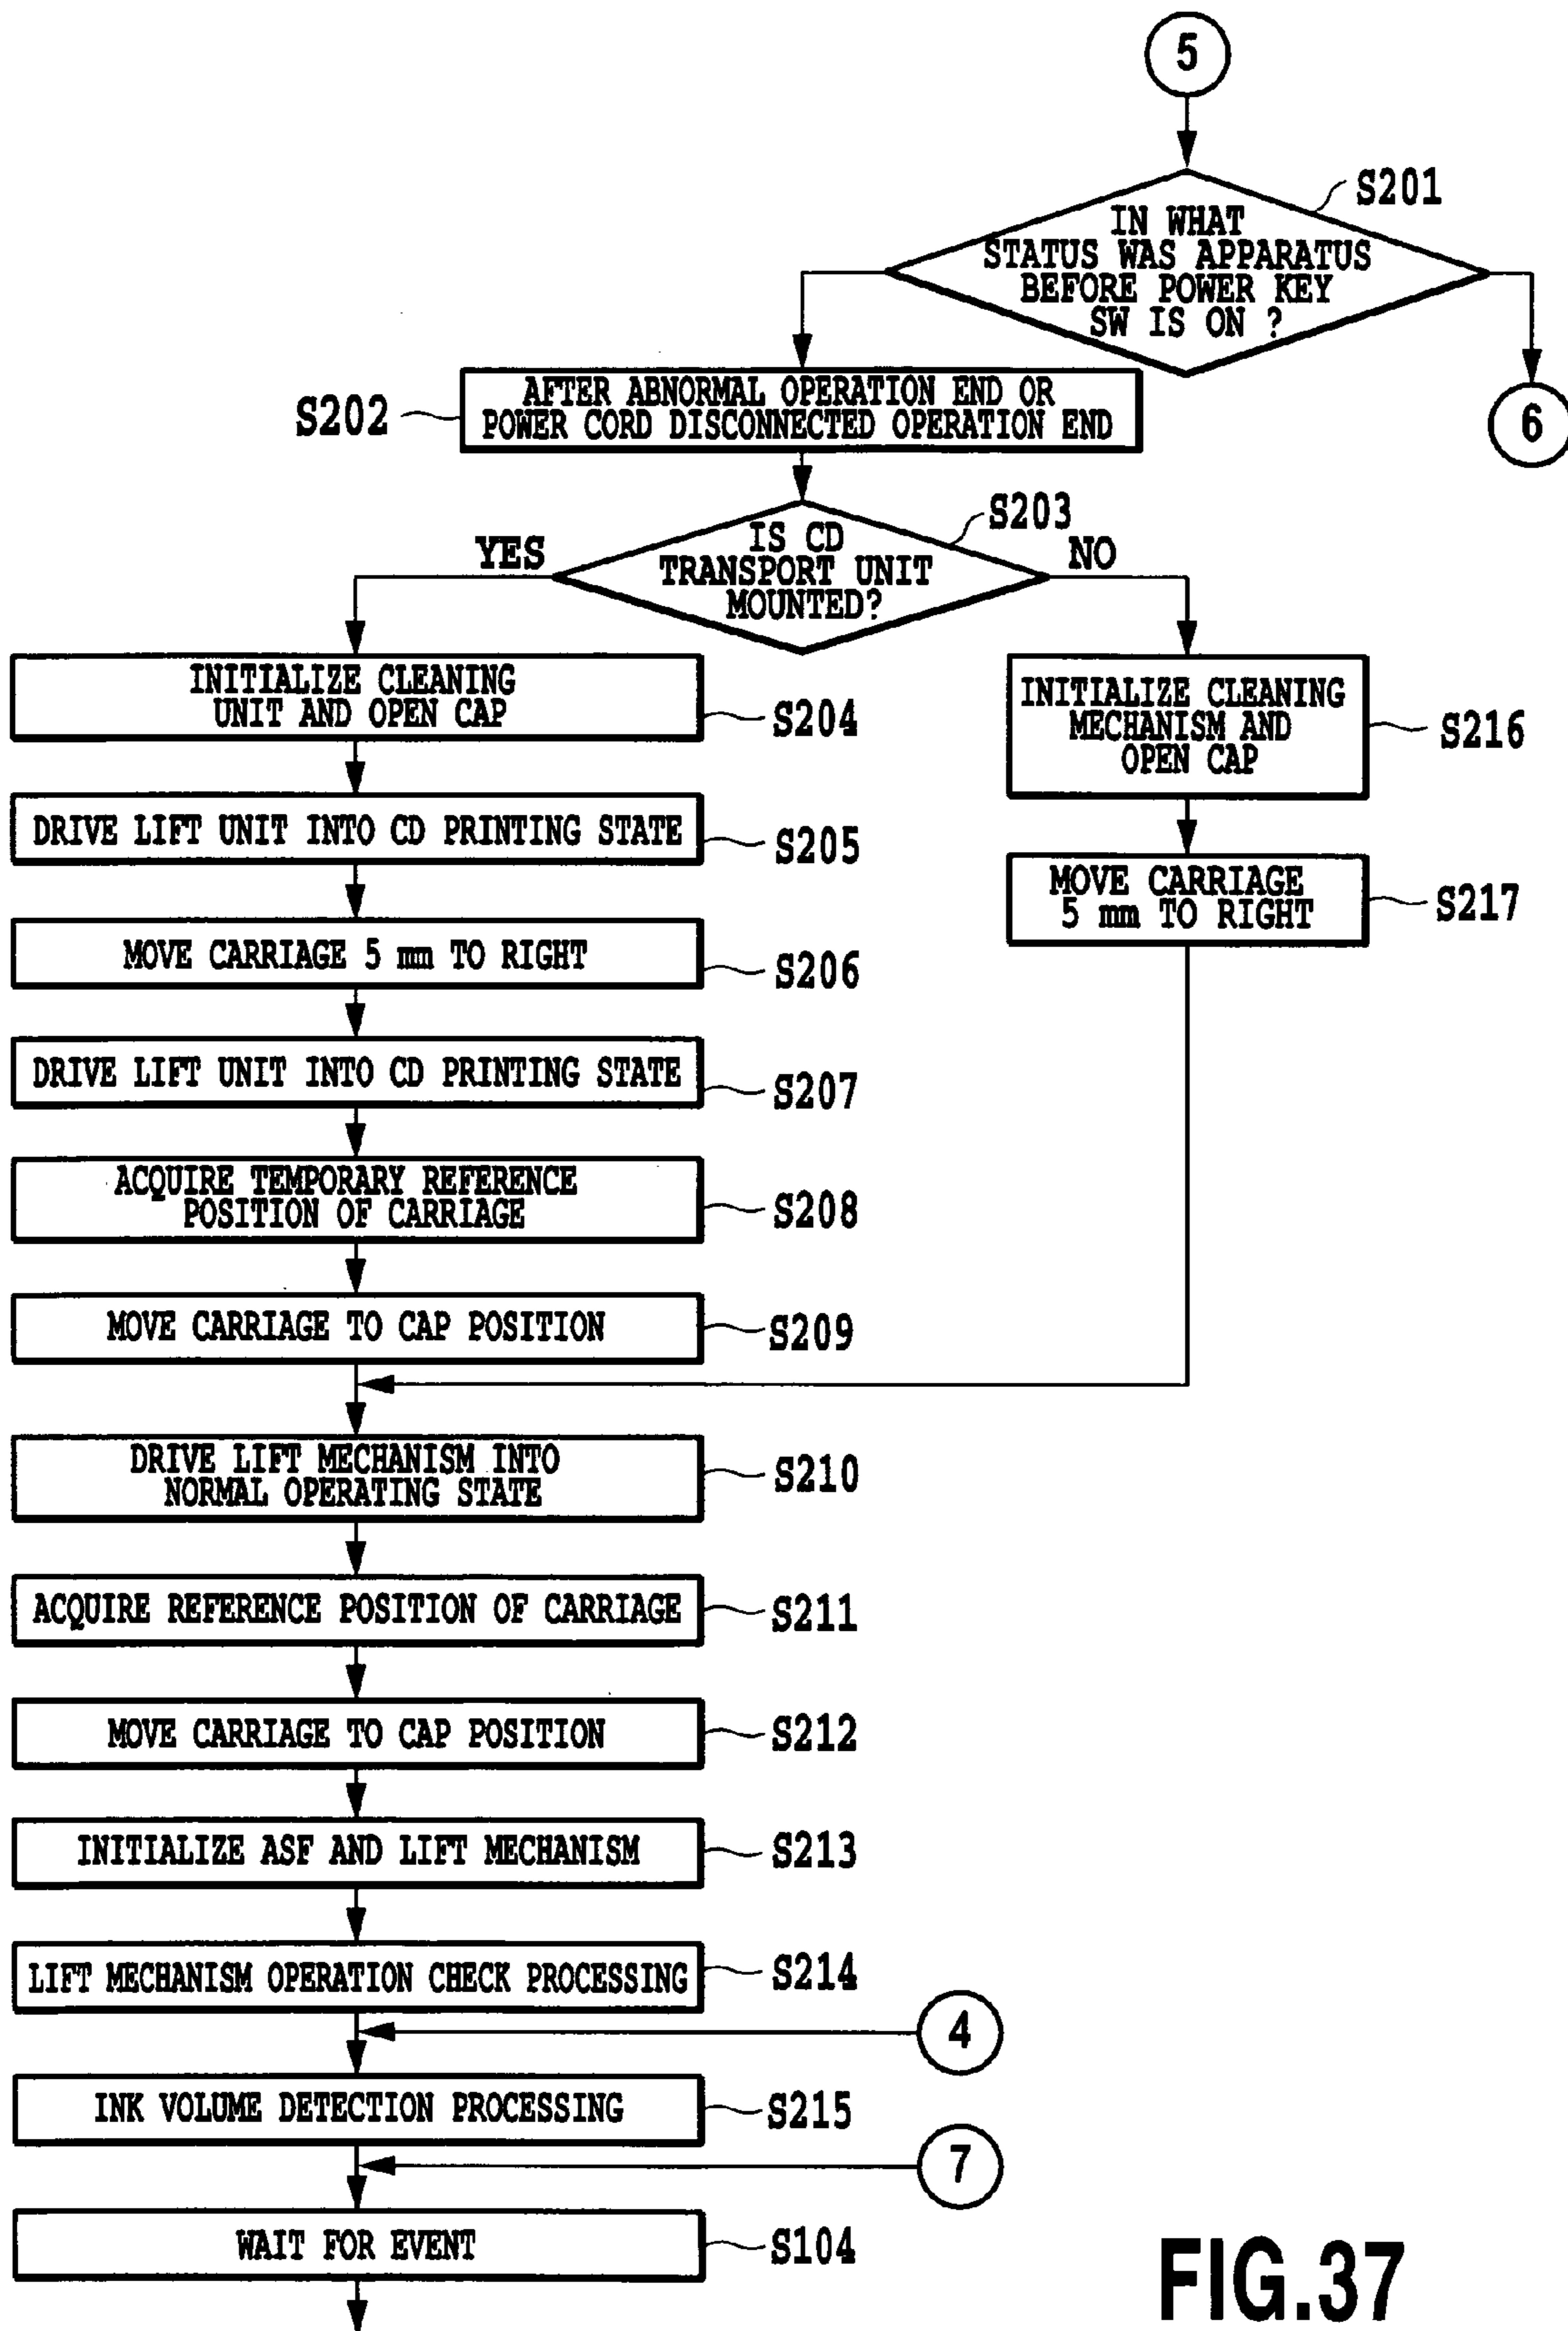 5
S201
IN WHAT
STATUS WAS APPARATUS
BEFORE POWER KEY
SW IS ON ?
6
S202
AFTER ABNORMAL OPERATION END OR
POWER CORD DISCONNECTED OPERATION END
S203
IS CD
TRANSPORT UNIT
MOUNTED?
YES
NO
INITIALIZE CLEANING
UNIT AND OPEN CAP
S204
INITIALIZE CLEANING
MECHANISM AND
OPEN CAP
S216
DRIVE LIFT UNIT INTO CD PRINTING STATE
S205
MOVE CARRIAGE
5 mm TO RIGHT
S217
MOVE CARRIAGE 5 mm TO RIGHT
S206
DRIVE LIFT UNIT INTO CD PRINTING STATE
S207
ACQUIRE TEMPORARY REFERENCE
POSITION OF CARRIAGE
S208
MOVE CARRIAGE TO CAP POSITION
S209
DRIVE LIFT MECHANISM INTO
NORMAL OPERATING STATE
S210
ACQUIRE REFERENCE POSITION OF CARRIAGE
S211
MOVE CARRIAGE TO CAP POSITION
S212
INITIALIZE ASF AND LIFT MECHANISM
S213
LIFT MECHANISM OPERATION CHECK PROCESSING
S214
4
INK VOLUME DETECTION PROCESSING
S215
7
WAIT FOR EVENT
S104
FIG.37